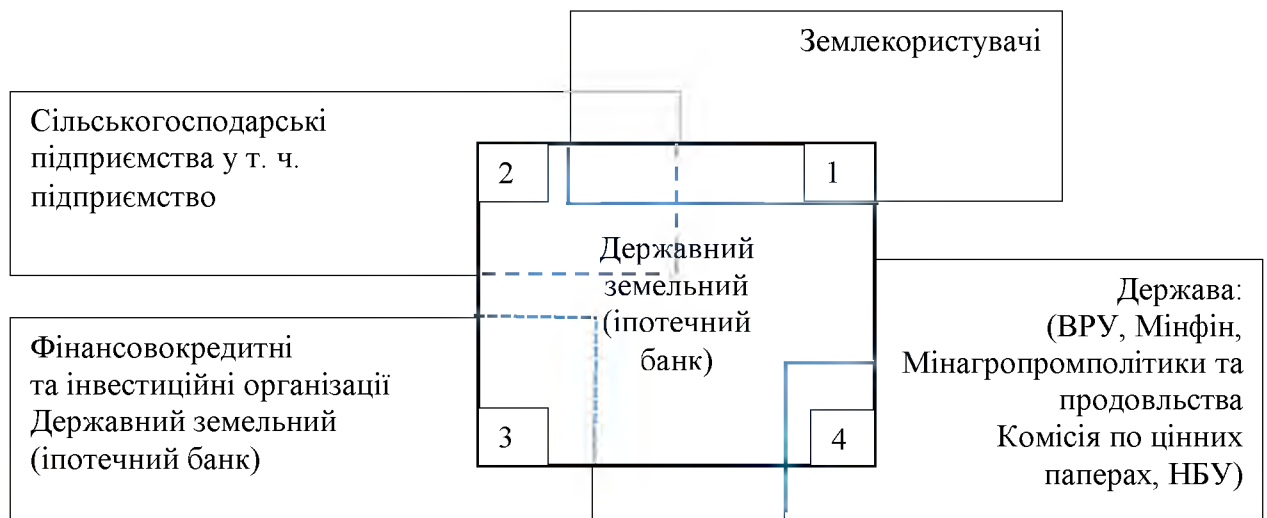 Землекористувачі
Сільськогосподарські
підприємства у т. ч.
підприємство
2
1
Державний
земельний
(іпотечний
банк)
Держава:
(ВРУ, Мінфін,
Мінагропромполітики та
продовльства
Комісія по цінних
паперах, НБУ)
Фінансовокредитні
та інвестиційні організації
Державний земельний
(іпотечний банк)
3
4